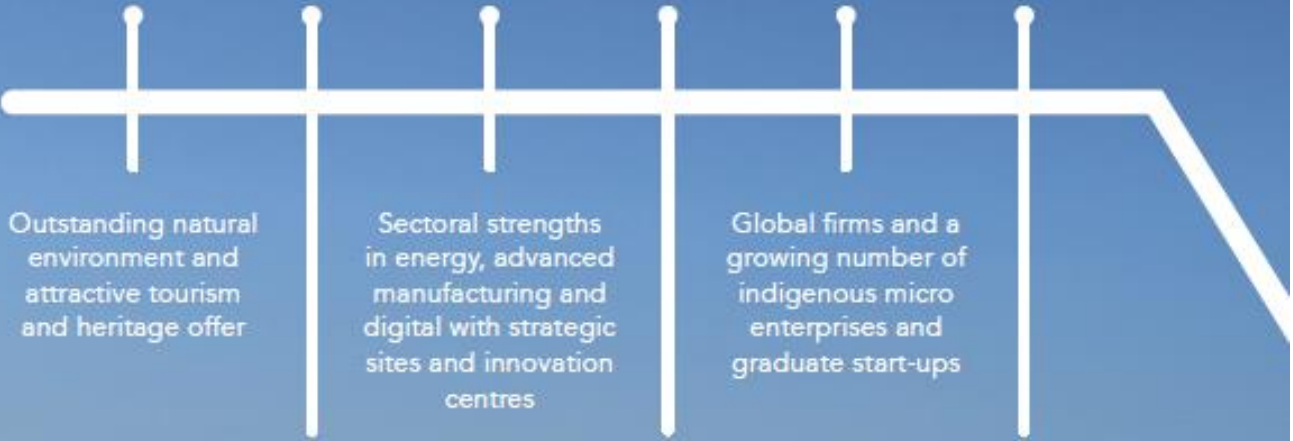 Outstanding natural
environment and
attractive tourism
and heritage offer
Sectoral strengths
in energy, advanced
manufacturing and
digital with strategic
sites and innovation
centres
Global firms and a
growing number of
indigenous micro
enterprises and
graduate start-ups